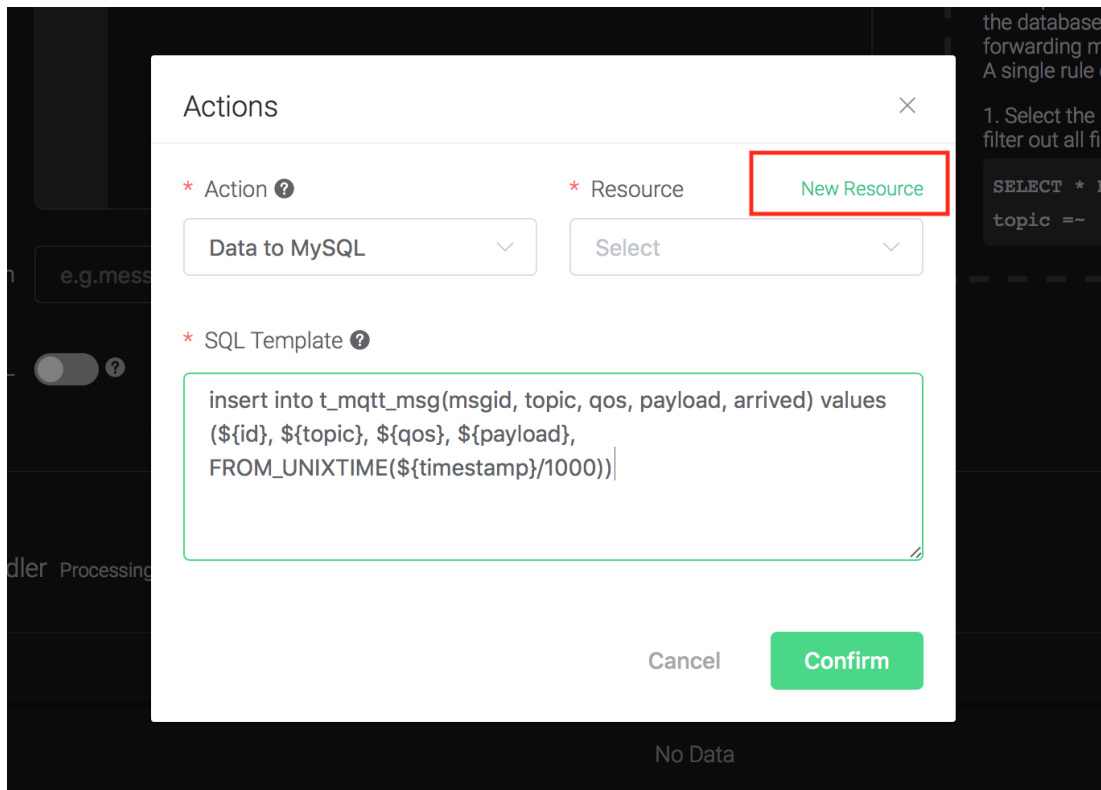 the database
forwarding
A single rule
1. Select the
filter out all
SELECT *
topic =~
Actions
* Action ?
* Resource
New Resource
Data to MySQL
Select
e.g.mess
* SQL Template ?
?
insert into t_mqtt_msg(msgid, topic, qos, payload, arrived) values
(${id}, ${topic}, ${qos}, ${payload},
FROM_UNIXTIME(${timestamp}/1000))
dler Processing
Cancel
Confirm
No Data